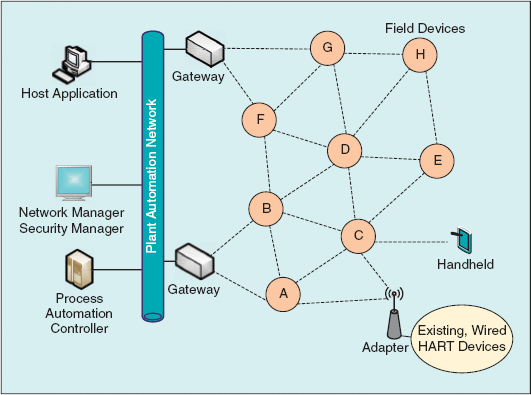 Field Devices
G
H
Gateway
Host Application
F
Plant Automation Network
D
E
B
Network Manager
Security Manager
C
Handheld
Gateway
A
Process
Automation
Controller
Adapter
Existing, Wired
HART Devices